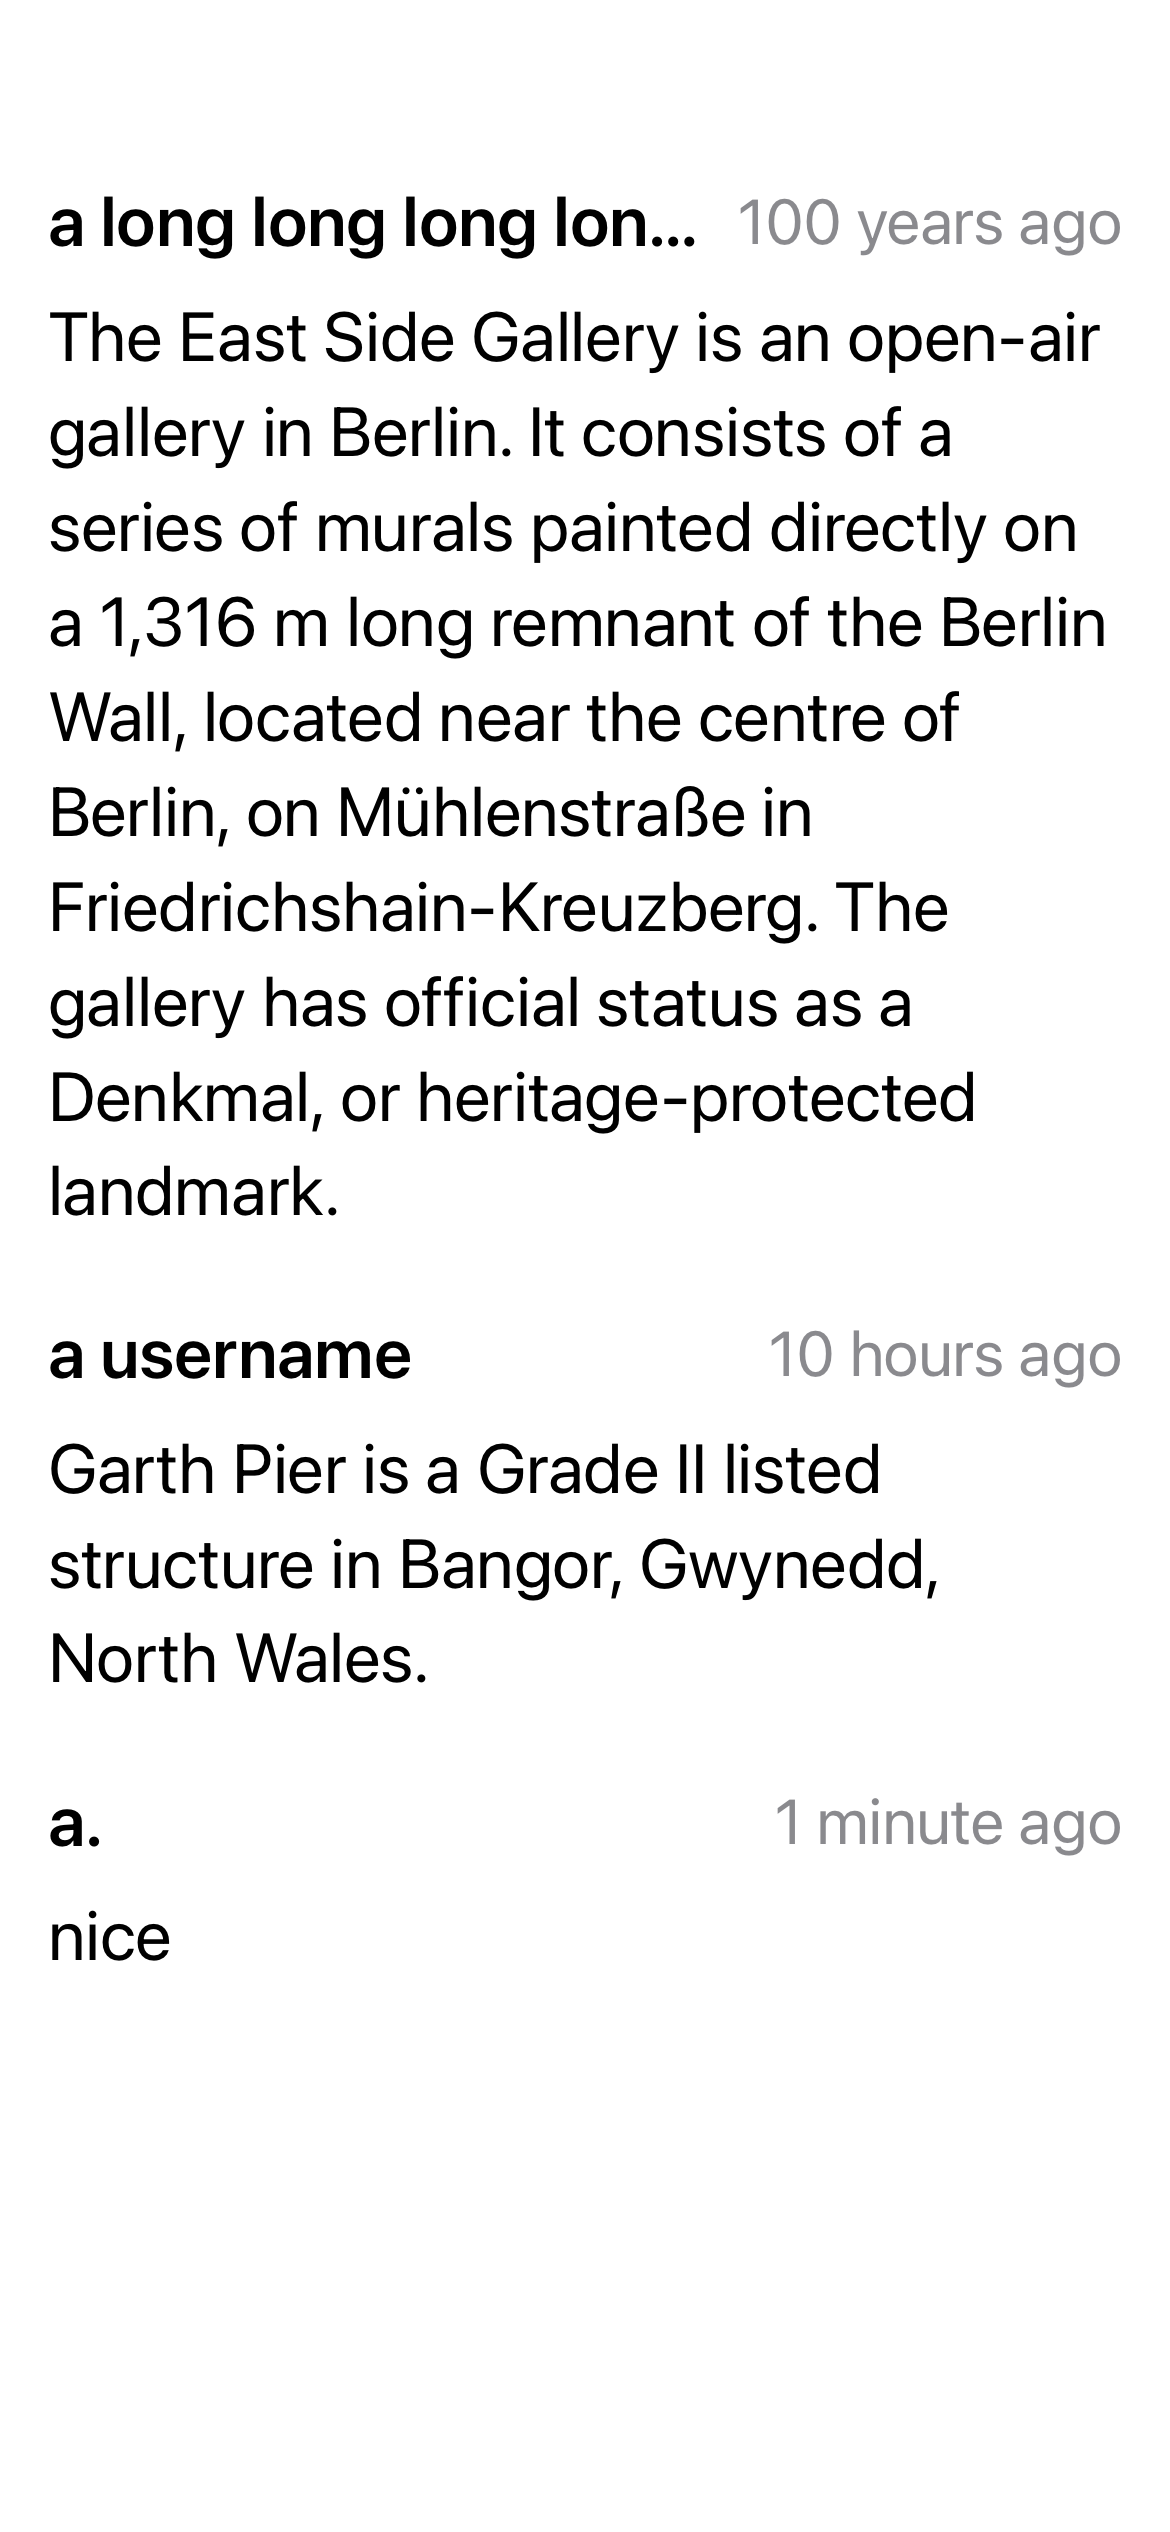 a long long long lon... 100 years ago
The East Side Gallery is an open-air
gallery in Berlin. It consists of a
series of murals painted directly on
a 1,316 m long remnant of the Berlin
Wall, located near the centre of
Berlin, on Mühlenstraße in
Friedrichshain-Kreuzberg. The
gallery has official status as a
Denkmal, or heritage-protected
landmark.
a username 10 hours ago
Garth Pier is a Grade II listed
structure in Bangor, Gwynedd,
North Wales.
a. 1 minute ago
nice